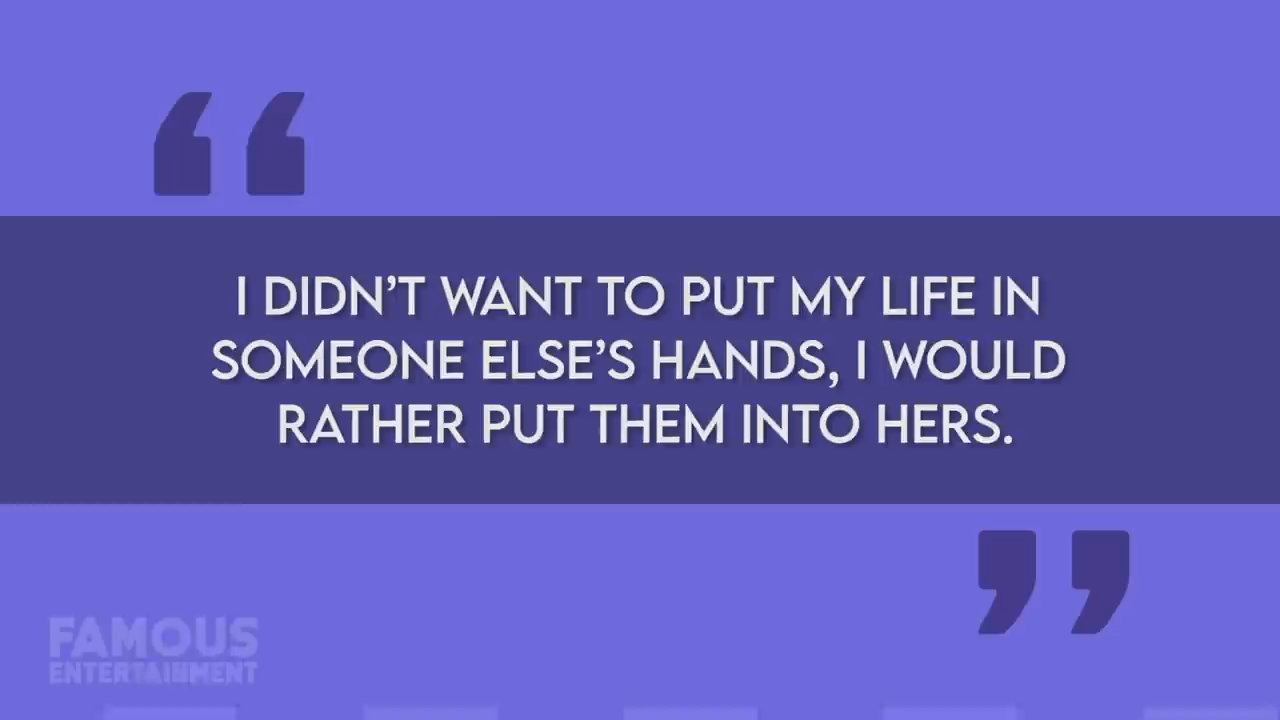 “
I DIDN’T WANT TO PUT MY LIFE IN
SOMEONE ELSE’S HANDS, I WOULD
RATHER PUT THEM INTO HERS.
”
FAMOUS
ENTERTAINMENT